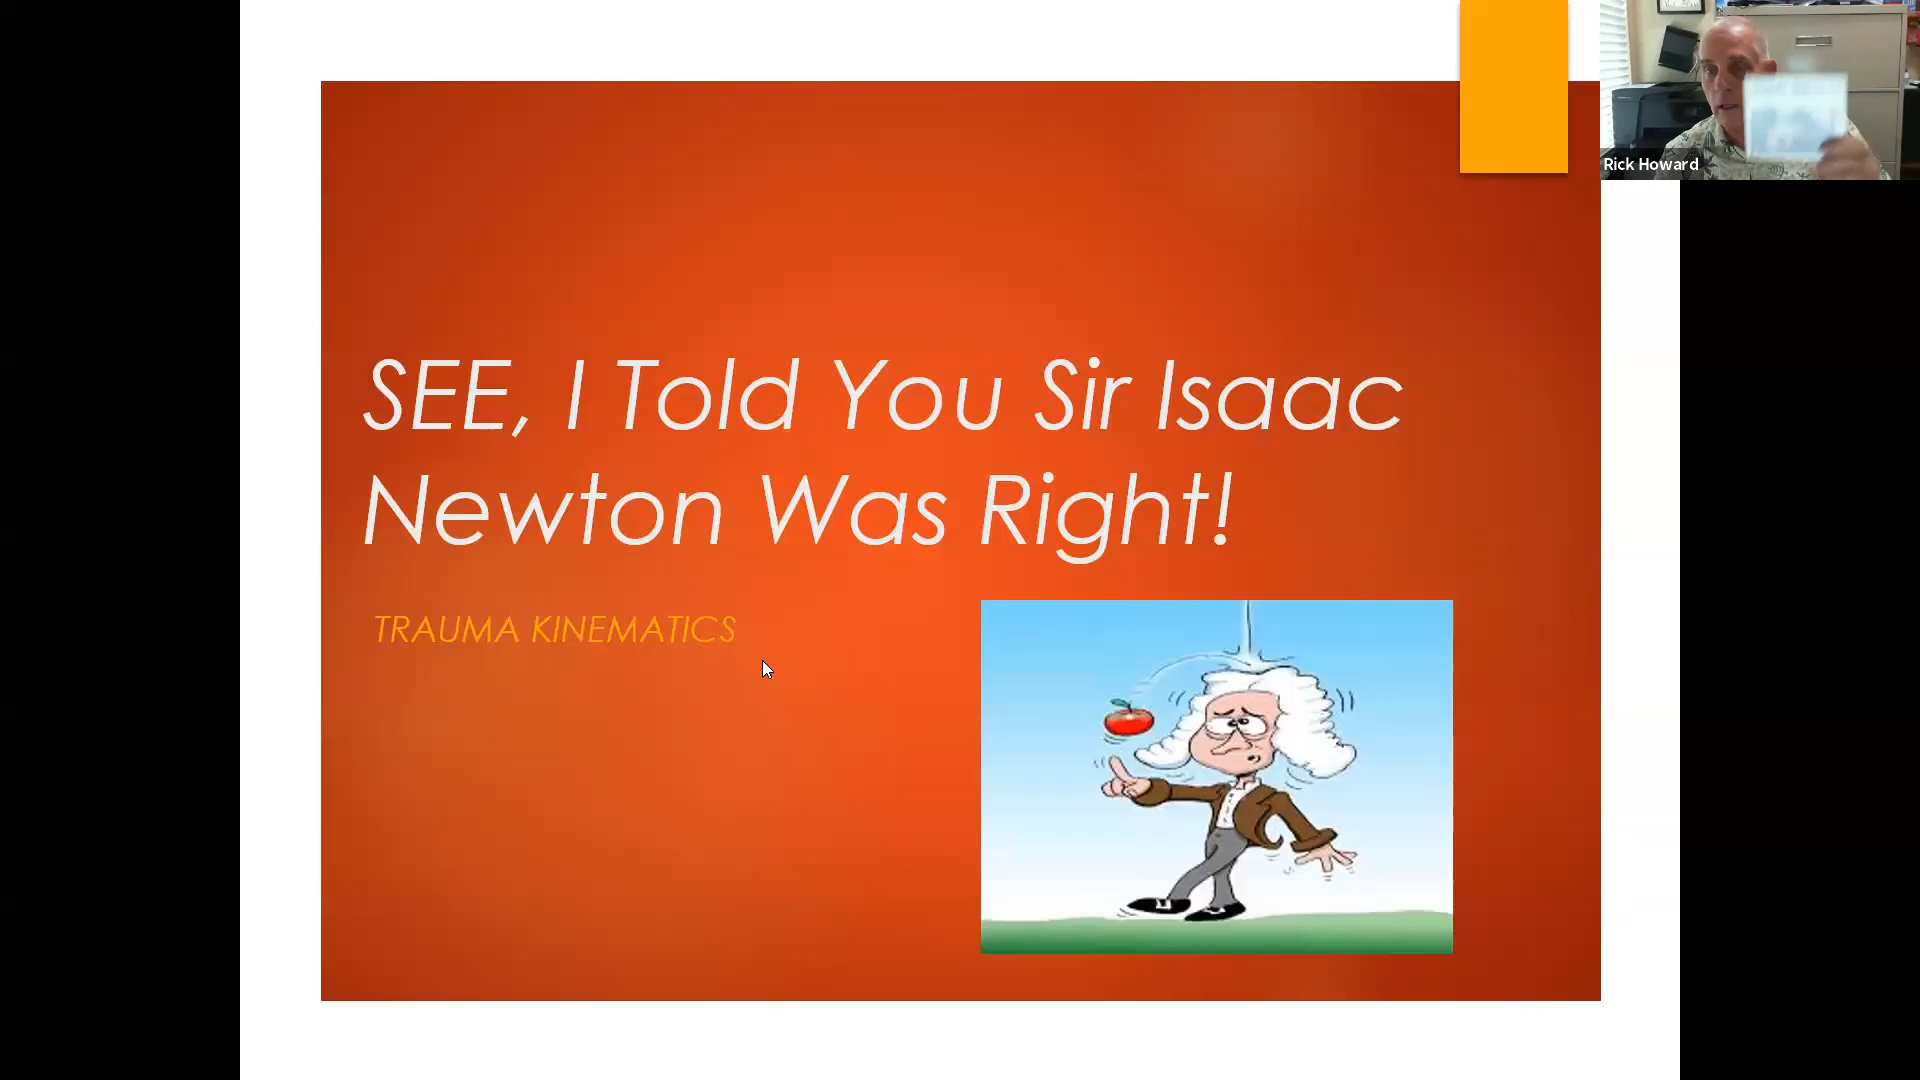 SEE, I Told You Sir Isaac
Newton Was Right!
TRAUMA KINEMATICS
Rick Howard